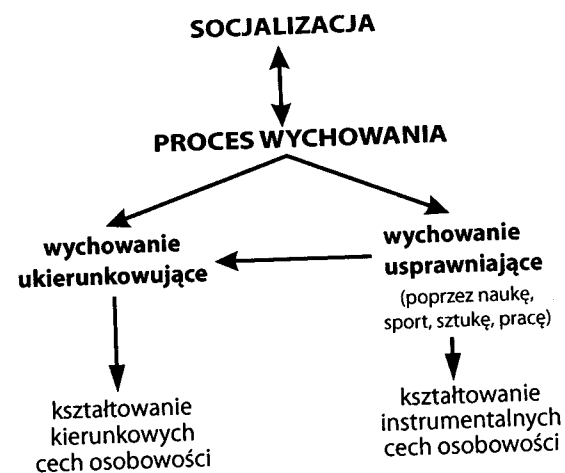 SOCJALIZACJA
PROCES WYCHOWANIA
wychowanie
ukierunkowujące
wychowanie
usprawniające
(poprzez naukę,
sport, sztukę, pracę)
kształtowanie
kierunkowych
cech osobowości
kształtowanie
instrumentalnych
cech osobowości